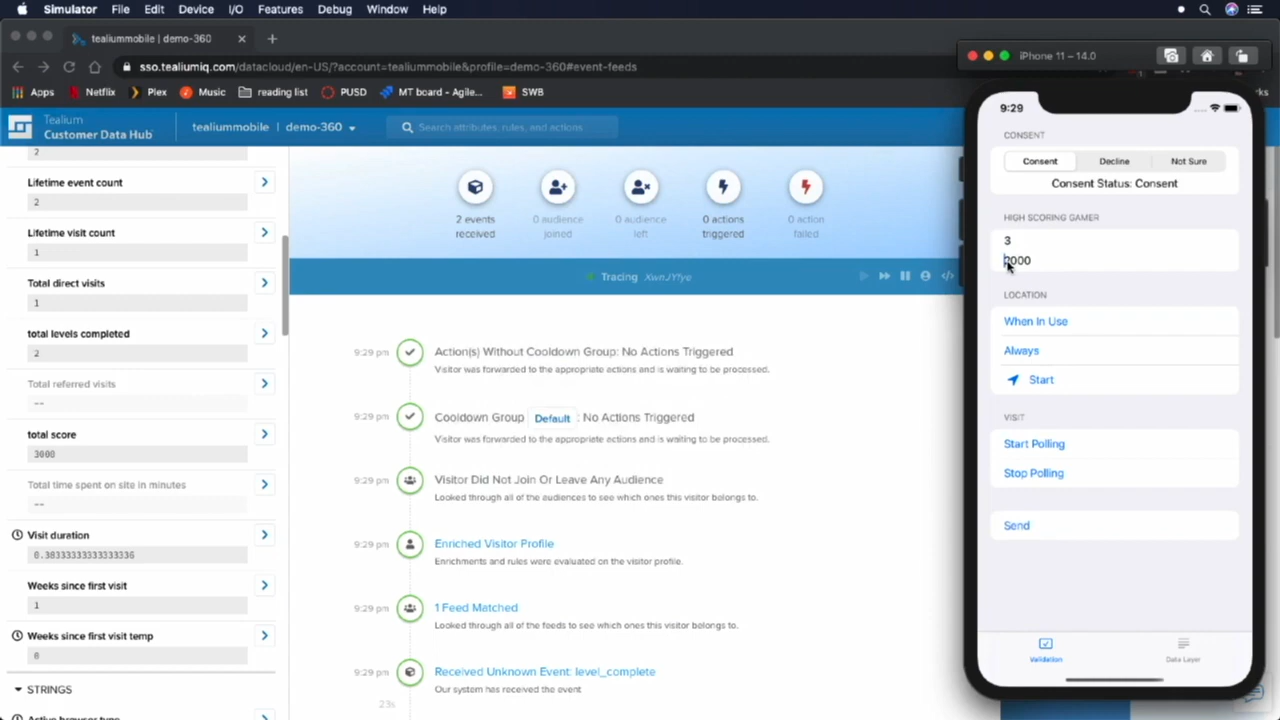 Simulator File Edit Device I/O Features Debug Window Help
tealiummobile | demo-360
iPhone 11 – 14.0
sso.tealiumiq.com/datacloud/en-US/?account=tealiummobile&profile=demo-360#event-feeds
Apps Netflix Plex Music reading list PUSD MT board - Agile... SWB
Tealium
Customer Data Hub
tealiummobile | demo-360
Search attributes, rules, and actions
2
Lifetime event count
2
Lifetime visit count
1
Total direct visits
1
total levels completed
2
Total referred visits
--
total score
3000
Total time spent on site in minutes
--
Visit duration
0.38333333333333336
Weeks since first visit
1
Weeks since first visit temp
0
STRINGS
Active browser type
2 events
received
0 audience
joined
0 audience
left
0 actions
triggered
0 action
failed
Tracing
9:29 pm Action(s) Without Cooldown Group: No Actions Triggered
Visitor was forwarded to the appropriate actions and is waiting to be processed.
9:29 pm Cooldown Group Default : No Actions Triggered
Visitor was forwarded to the appropriate actions and is waiting to be processed.
9:29 pm Visitor Did Not Join Or Leave Any Audience
Looked through all of the audiences to see which ones this visitor belongs to.
9:29 pm Enriched Visitor Profile
Enrichments and rules were evaluated on the visitor profile.
9:29 pm 1 Feed Matched
Looked through all of the feeds to see which ones this visitor belongs to.
9:29 pm Received Unknown Event: level_complete
Our system has received the event
23s
9:29
CONSENT
Consent Decline Not Sure
Consent Status: Consent
HIGH SCORING GAMER
3
2000
LOCATION
When In Use
Always
Start
VISIT
Start Polling
Stop Polling
Send
Validation Data Layer